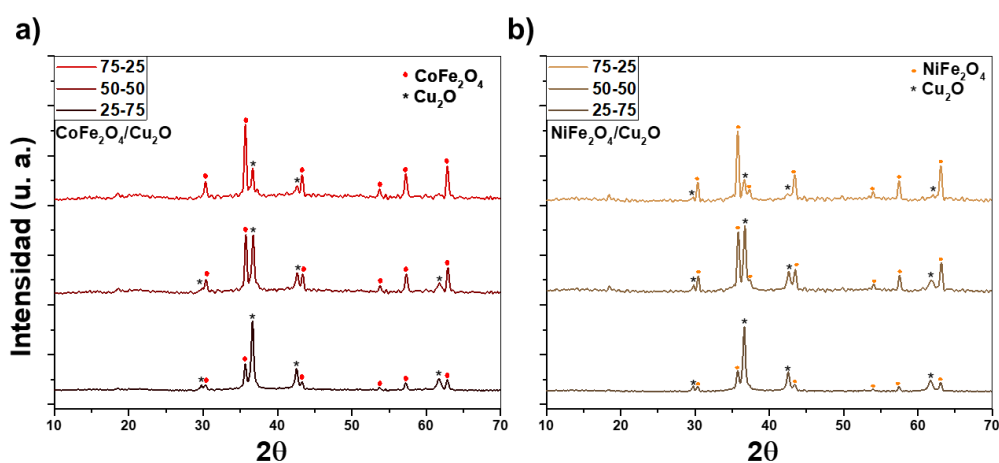 a)
75-25
50-50
25-75
CoFe₂O₄/Cu₂O
CoFe₂O₄
* Cu₂O
* * * * * * * * * * *
10 20 30 40 50 60 70
2θ
Intensidad (u. a.)
b)
75-25
50-50
25-75
NiFe₂O₄/Cu₂O
NiFe₂O₄
* Cu₂O
* * * * * * * * * * * *
10 20 30 40 50 60 70
2θ